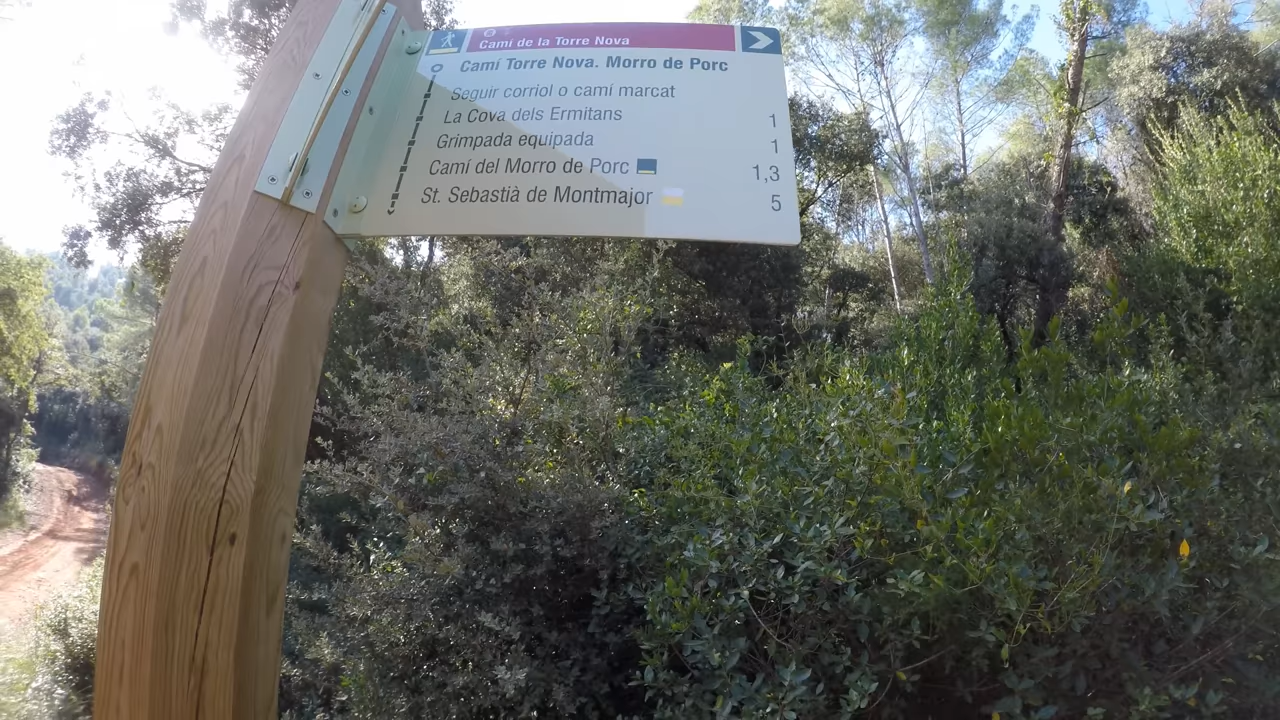 Camí de la Torre Nova
Camí Torre Nova. Morro de Porc
Seguir corriol o camí marcat
La Cova dels Ermitans 1
Grimpada equipada 1
Camí del Morro de Porc 1,3
St. Sebastià de Montmajor 5